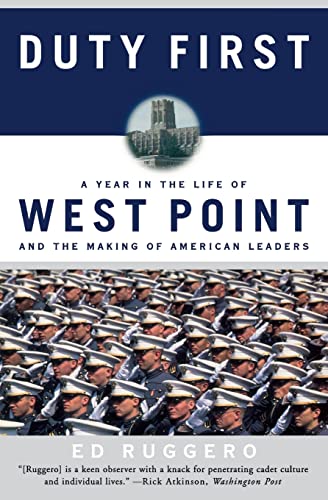 DUTY FIRST
A YEAR IN THE LIFE OF
WEST POINT
AND THE MAKING OF AMERICAN LEADERS
ED RUGGERO
"[Ruggero] is a keen observer with a knack for penetrating cadet culture
and individual lives." —Rick Atkinson, Washington Post